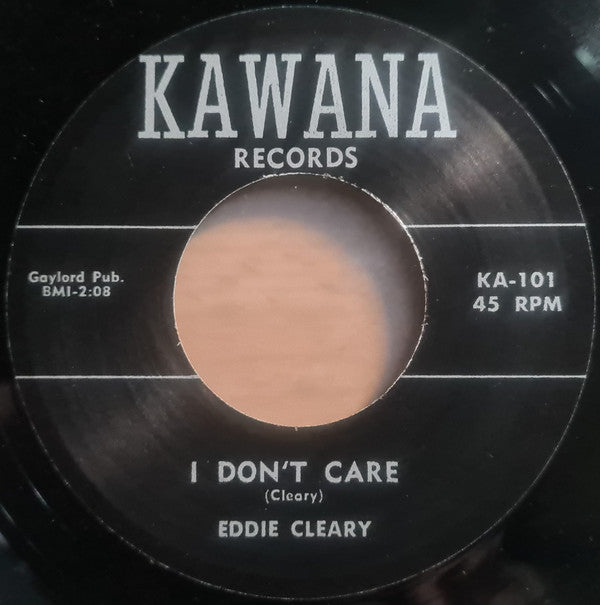 KAWANA
RECORDS
Gaylord Pub.
BMI-2:08
KA-101
45 RPM
I DON'T CARE
(Cleary)
EDDIE CLEARY